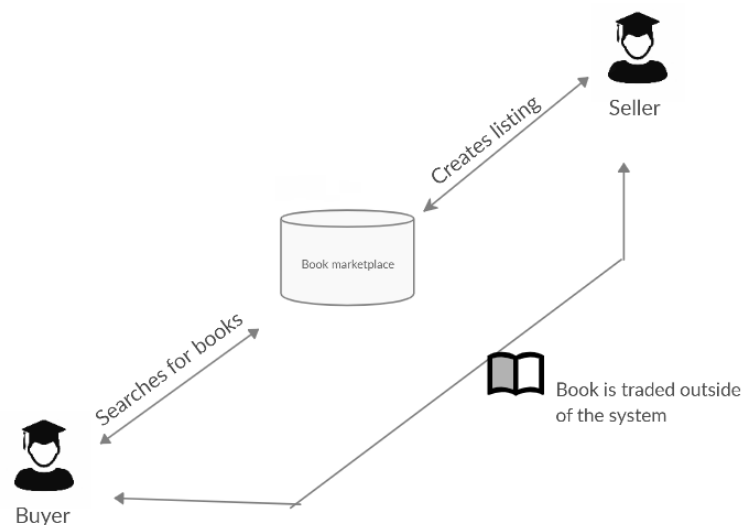 Seller
Creates listing
Book marketplace
Searches for books
Book is traded outside
of the system
Buyer